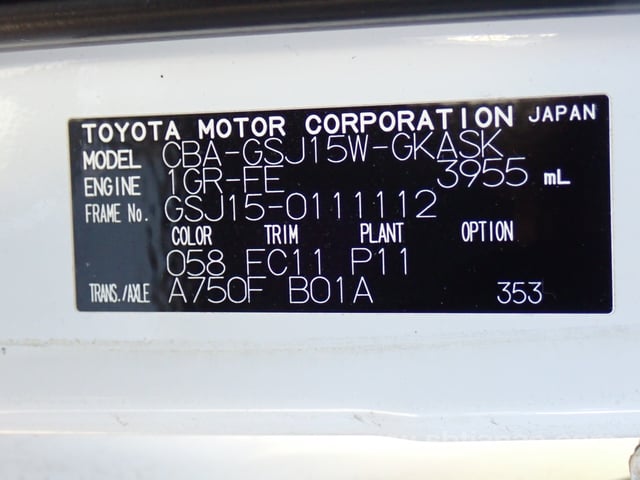 TOYOTA MOTOR CORPORATION JAPAN
MODEL CBA-GSJ15W-GKASK
ENGINE 1GR-FE 3955 mL
FRAME No. GSJ15-0111112
COLOR TRIM PLANT OPTION
058 FC11 P11
TRANS./AXLE A750F B01A 353